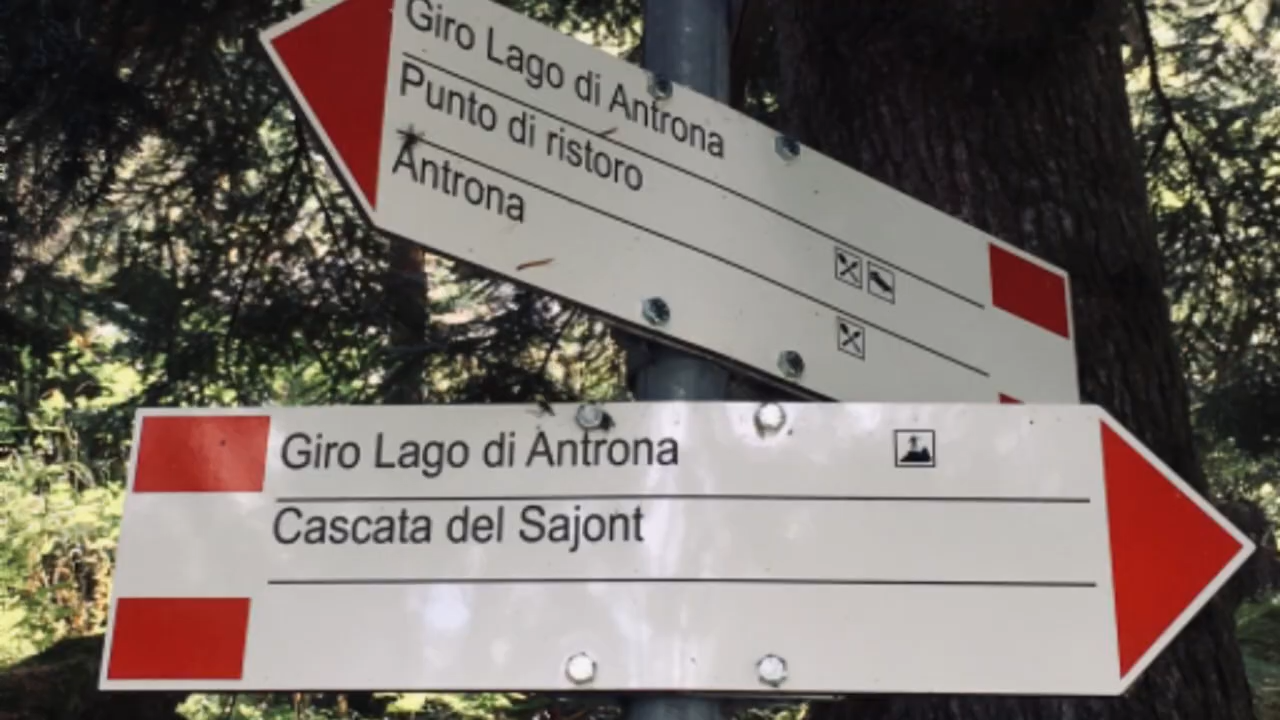 Giro Lago di Antrona
Punto di ristoro
Antrona
Giro Lago di Antrona
Cascata del Sajont